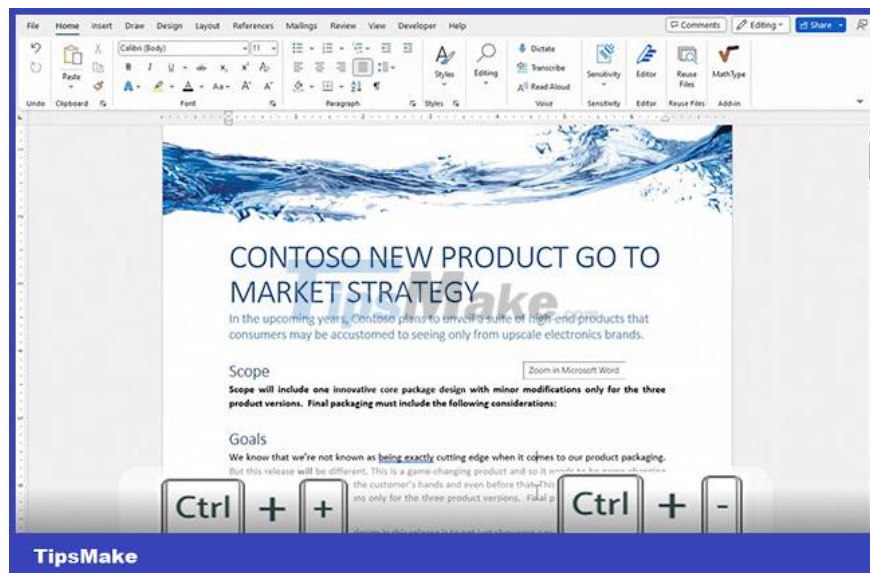 File Home Insert Draw Design Layout References Mailings Review View Developer Help Comments Editing Share
Calibri (Body) 11
Paste Styles Editing Dictate Transcribe Read Aloud Sensitivity Editor Reuse Files MathType
Undo Clipboard Font Paragraph Styles Voice Sensitivity Editor Reuse Files Add-in
CONTOSO NEW PRODUCT GO TO
MARKET STRATEGY
TipsMake.com
In the upcoming years, Contoso plans to unveil a suite of high-end products that
consumers may be accustomed to seeing only from upscale electronics brands.
Scope
Zoom in Microsoft Word
Scope will include one innovative core package design with minor modifications only for the three
product versions. Final packaging must include the following considerations:
Goals
We know that we're not known as being exactly cutting edge when it comes to our product packaging.
But this release will be different. This is a game-changing product and so it needs to be game changing
the customer's hands and even before that. This
ons only for the three product versions. Final p
Ctrl + + Ctrl + -
TipsMake